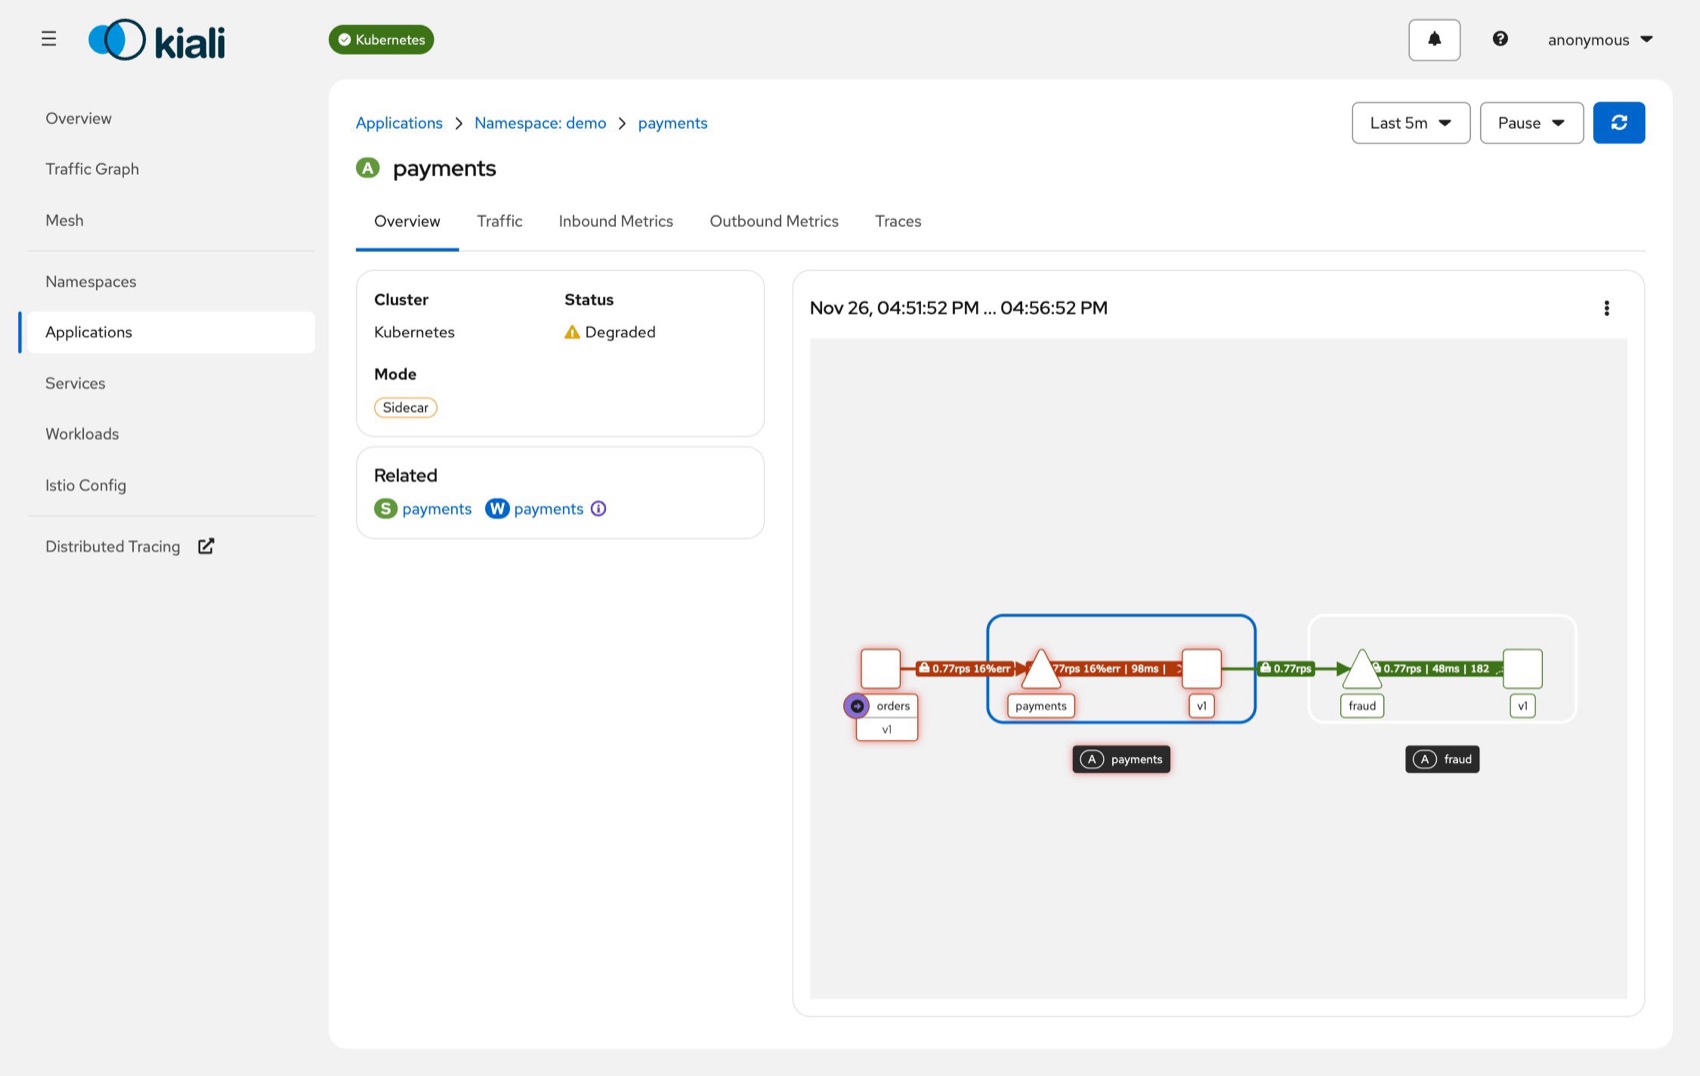 kiali
Kubernetes
anonymous
Overview
Traffic Graph
Mesh
Namespaces
Applications
Services
Workloads
Istio Config
Distributed Tracing
Applications > Namespace: demo > payments
Last 5m
Pause
A payments
Overview Traffic Inbound Metrics Outbound Metrics Traces
Cluster Status
Kubernetes Degraded
Mode
Sidecar
Related
S payments W payments
Nov 26, 04:51:52 PM ... 04:56:52 PM
0.77rps 16%err
77rps 16%err | 98ms |
0.77rps
0.77rps | 48ms | 182
orders
v1
payments
v1
fraud
v1
A payments
A fraud